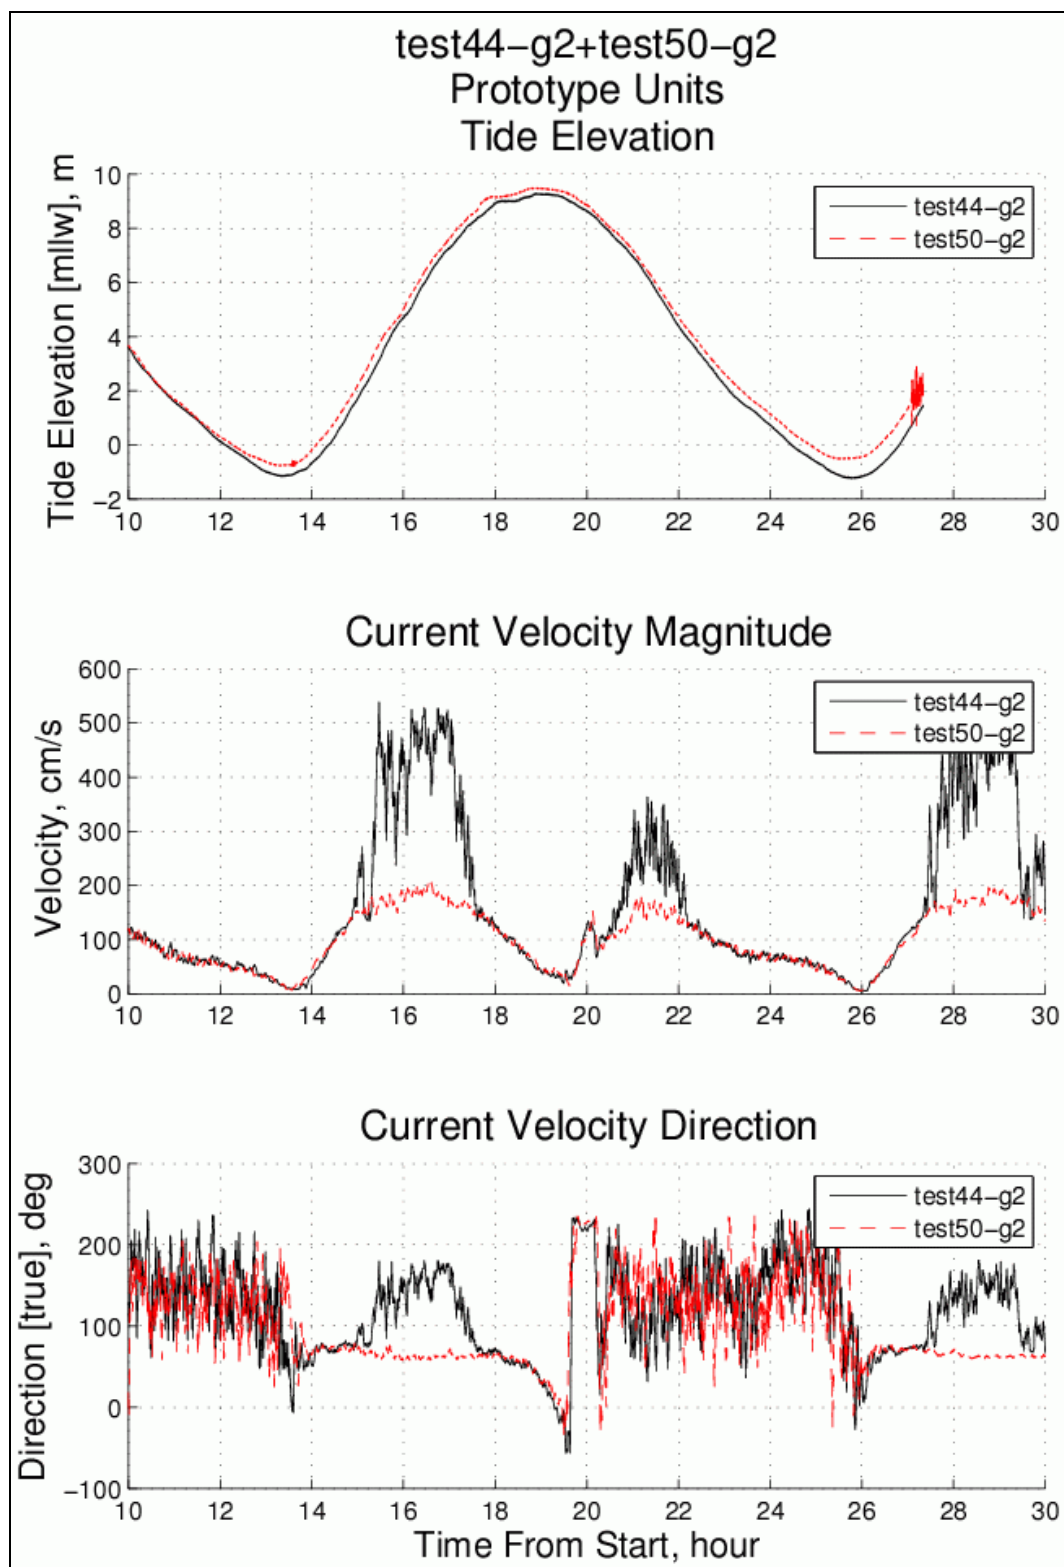 test44−g2+test50−g2
Prototype Units
Tide Elevation
Tide Elevation [mllw], m
10
8
6
4
2
0
−2
test44−g2
test50−g2
10 12 14 16 18 20 22 24 26 28 30
Current Velocity Magnitude
Velocity, cm/s
600
500
400
300
200
100
0
test44−g2
test50−g2
10 12 14 16 18 20 22 24 26 28 30
Current Velocity Direction
Direction [true], deg
300
200
100
0
−100
test44−g2
test50−g2
10 12 14 16 18 20 22 24 26 28 30
Time From Start, hour